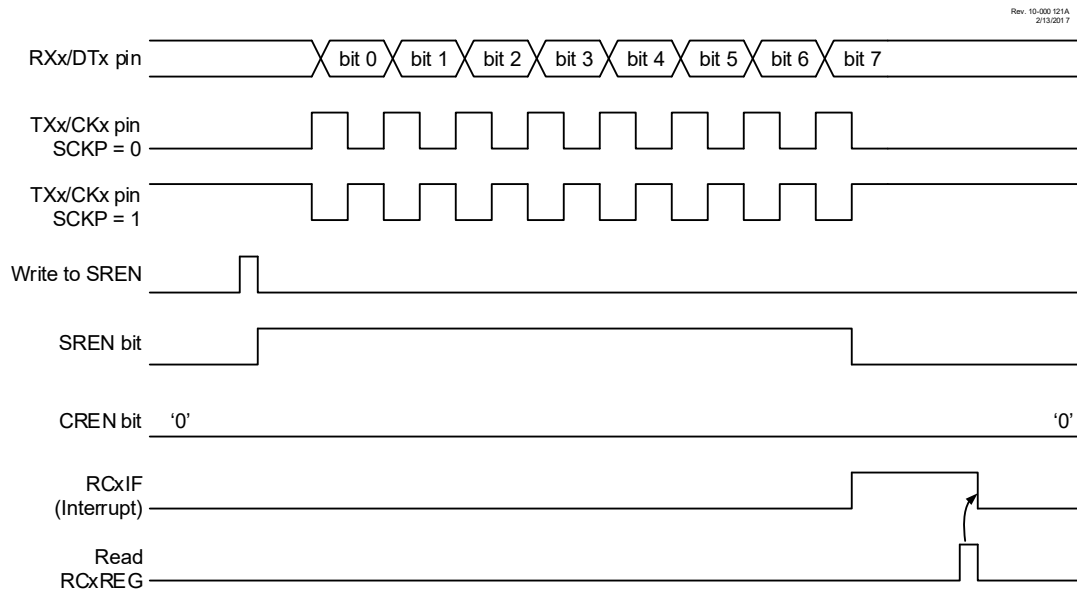 Rev. 10-000 121A
2/13/2017
RXx/DTx pin
bit 0 bit 1 bit 2 bit 3 bit 4 bit 5 bit 6 bit 7
TXx/CKx pin
SCKP = 0
TXx/CKx pin
SCKP = 1
Write to SREN
SREN bit
CREN bit ‘0’ ‘0’
RCxIF
(Interrupt)
Read
RCxREG